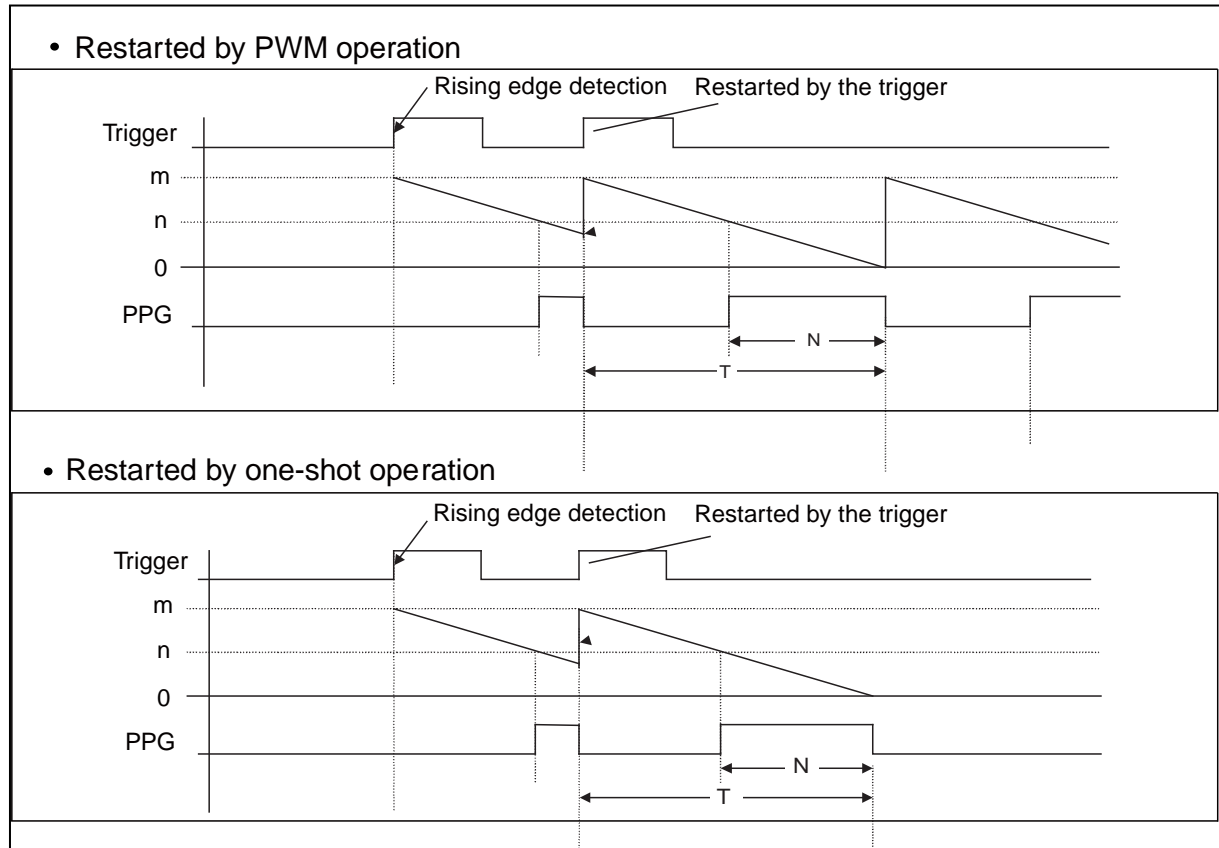 • Restarted by PWM operation
Rising edge detection
Restarted by the trigger
Trigger
m
n
0
PPG
N
T
• Restarted by one-shot operation
Rising edge detection
Restarted by the trigger
Trigger
m
n
0
PPG
N
T